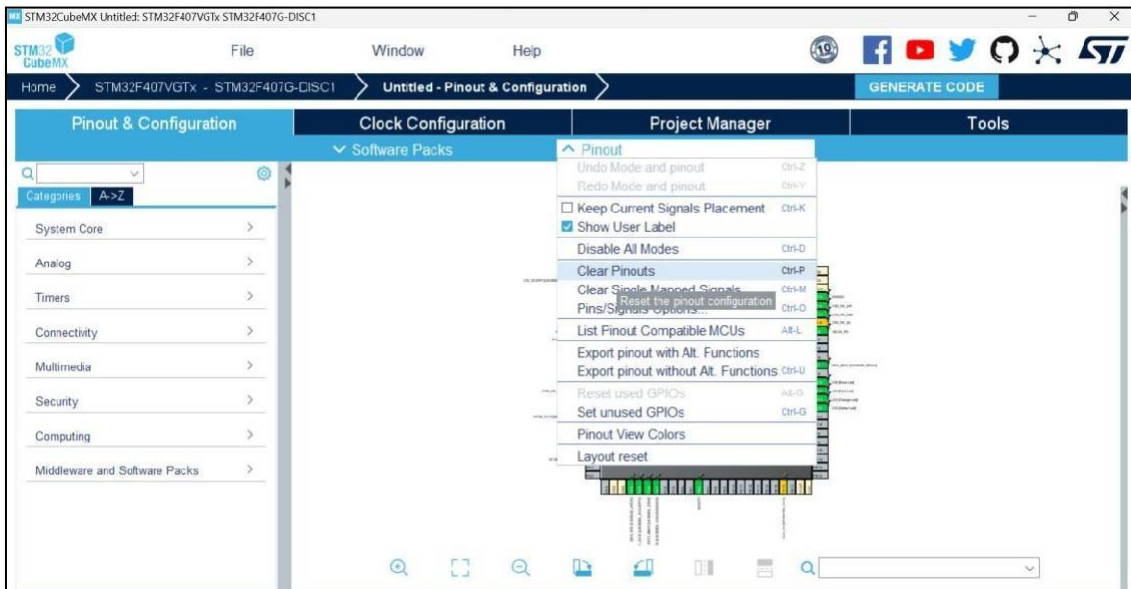 MX STM32CubeMX Untitled: STM32F407VGTx STM32F407G-DISC1
STM32 CubeMX File Window Help 10
Home STM32F407VGTx - STM32F407G-DISC1 Untitled - Pinout & Configuration GENERATE CODE
Pinout & Configuration Clock Configuration Project Manager Tools
Software Packs Pinout
Categories A->Z
System Core
Analog
Timers
Connectivity
Multimedia
Security
Computing
Middleware and Software Packs
Undo Mode and pinout Ctrl-Z
Redo Mode and pinout Ctrl-Y
Keep Current Signals Placement Ctrl-K
Show User Label
Disable All Modes Ctrl-D
Clear Pinouts Ctrl-P
Clear Single Mapped Signals Ctrl-M
Reset the pinout configuration
Pins/Signals Options... Ctrl-O
List Pinout Compatible MCUs Alt-L
Export pinout with Alt. Functions
Export pinout without Alt. Functions Ctrl-U
Reset used GPIOs Alt-G
Set unused GPIOs Ctrl-G
Pinout View Colors
Layout reset